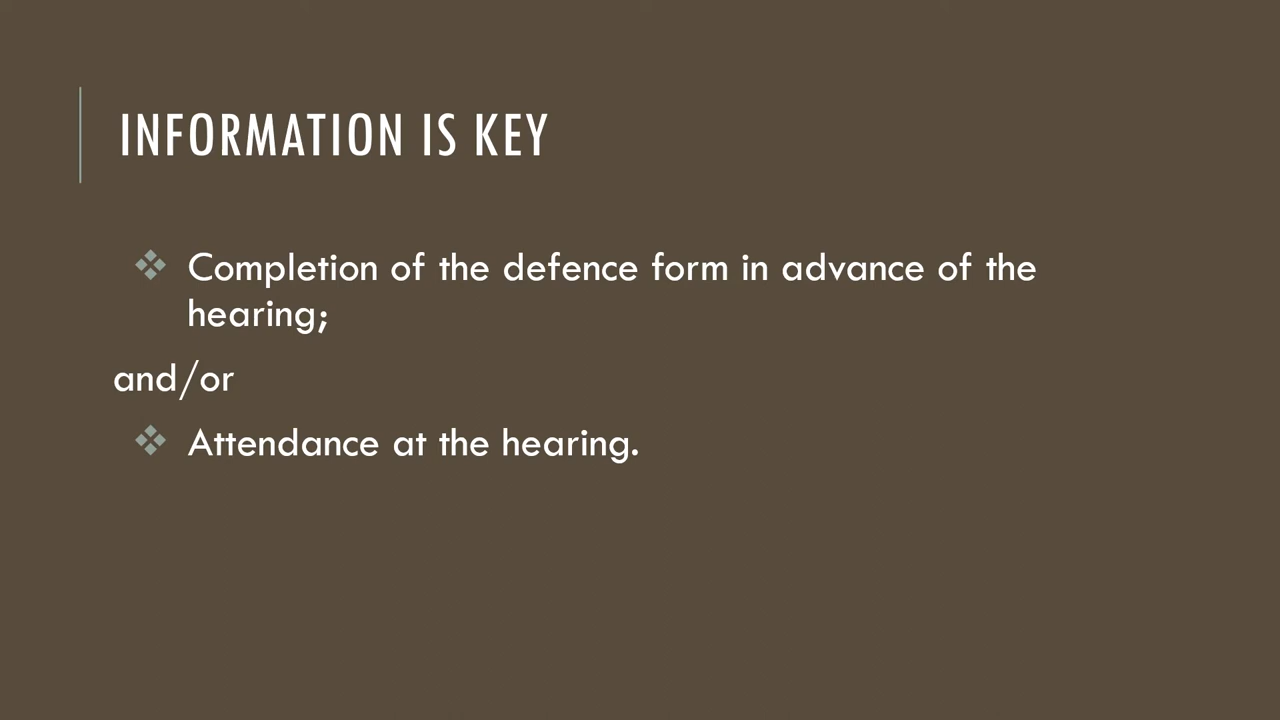 INFORMATION IS KEY
Completion of the defence form in advance of the
hearing;
and/or
Attendance at the hearing.